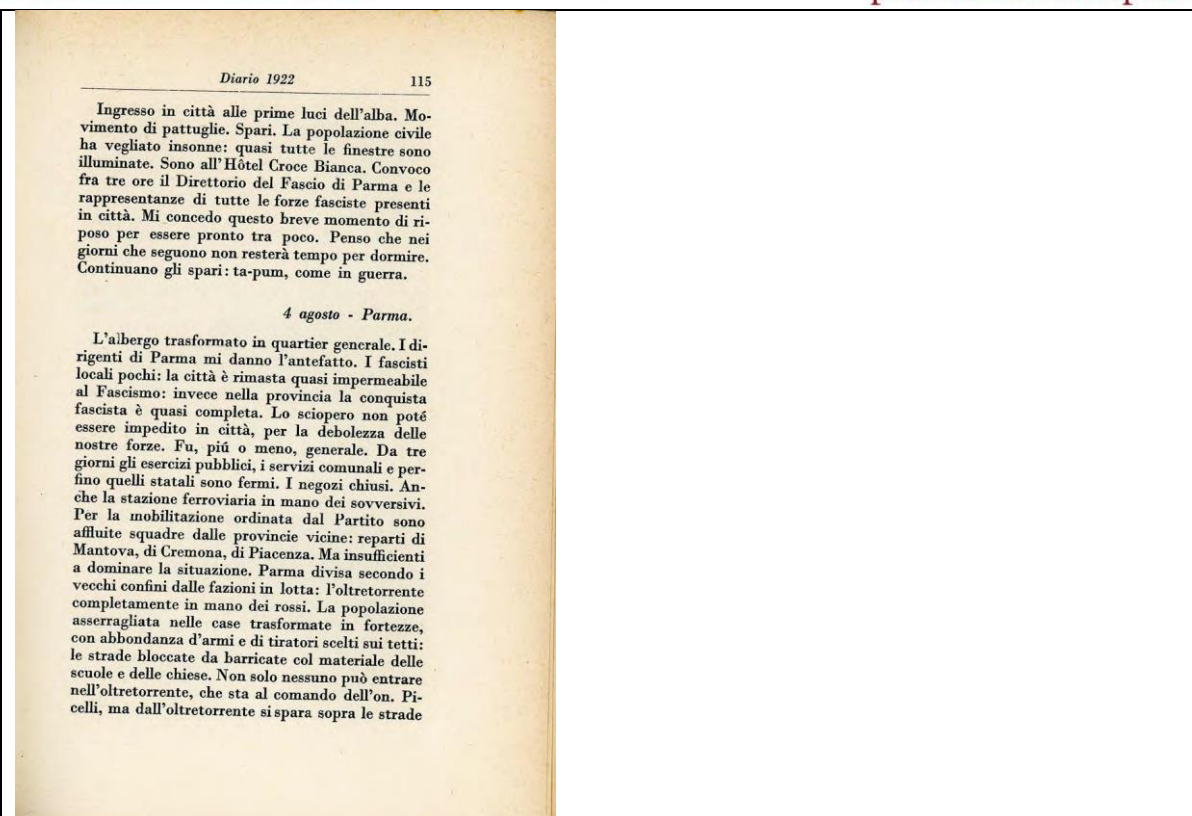 Diario 1922 115
Ingresso in città alle prime luci dell'alba. Mo-
vimento di pattuglie. Spari. La popolazione civile
ha vegliato insonne: quasi tutte le finestre sono
illuminate. Sono all'Hôtel Croce Bianca. Convoco
fra tre ore il Direttorio del Fascio di Parma e le
rappresentanze di tutte le forze fasciste presenti
in città. Mi concedo questo breve momento di ri-
poso per essere pronto tra poco. Penso che nei
giorni che seguono non resterà tempo per dormire.
Continuano gli spari: ta-pum, come in guerra.
4 agosto - Parma.
L'albergo trasformato in quartier generale. I di-
rigenti di Parma mi danno l'antefatto. I fascisti
locali pochi: la città è rimasta quasi impermeabile
al Fascismo: invece nella provincia la conquista
fascista è quasi completa. Lo sciopero non poté
essere impedito in città, per la debolezza delle
nostre forze. Fu, piú o meno, generale. Da tre
giorni gli esercizi pubblici, i servizi comunali e per-
fino quelli statali sono fermi. I negozi chiusi. An-
che la stazione ferroviaria in mano dei sovversivi.
Per la mobilitazione ordinata dal Partito sono
affluite squadre dalle provincie vicine: reparti di
Mantova, di Cremona, di Piacenza. Ma insufficienti
a dominare la situazione. Parma divisa secondo i
vecchi confini dalle fazioni in lotta: l'oltretorrente
completamente in mano dei rossi. La popolazione
asserragliata nelle case trasformate in fortezze,
con abbondanza d'armi e di tiratori scelti sui tetti:
le strade bloccate da barricate col materiale delle
scuole e delle chiese. Non solo nessuno può entrare
nell'oltretorrente, che sta al comando dell'on. Pi-
celli, ma dall'oltretorrente si spara sopra le strade